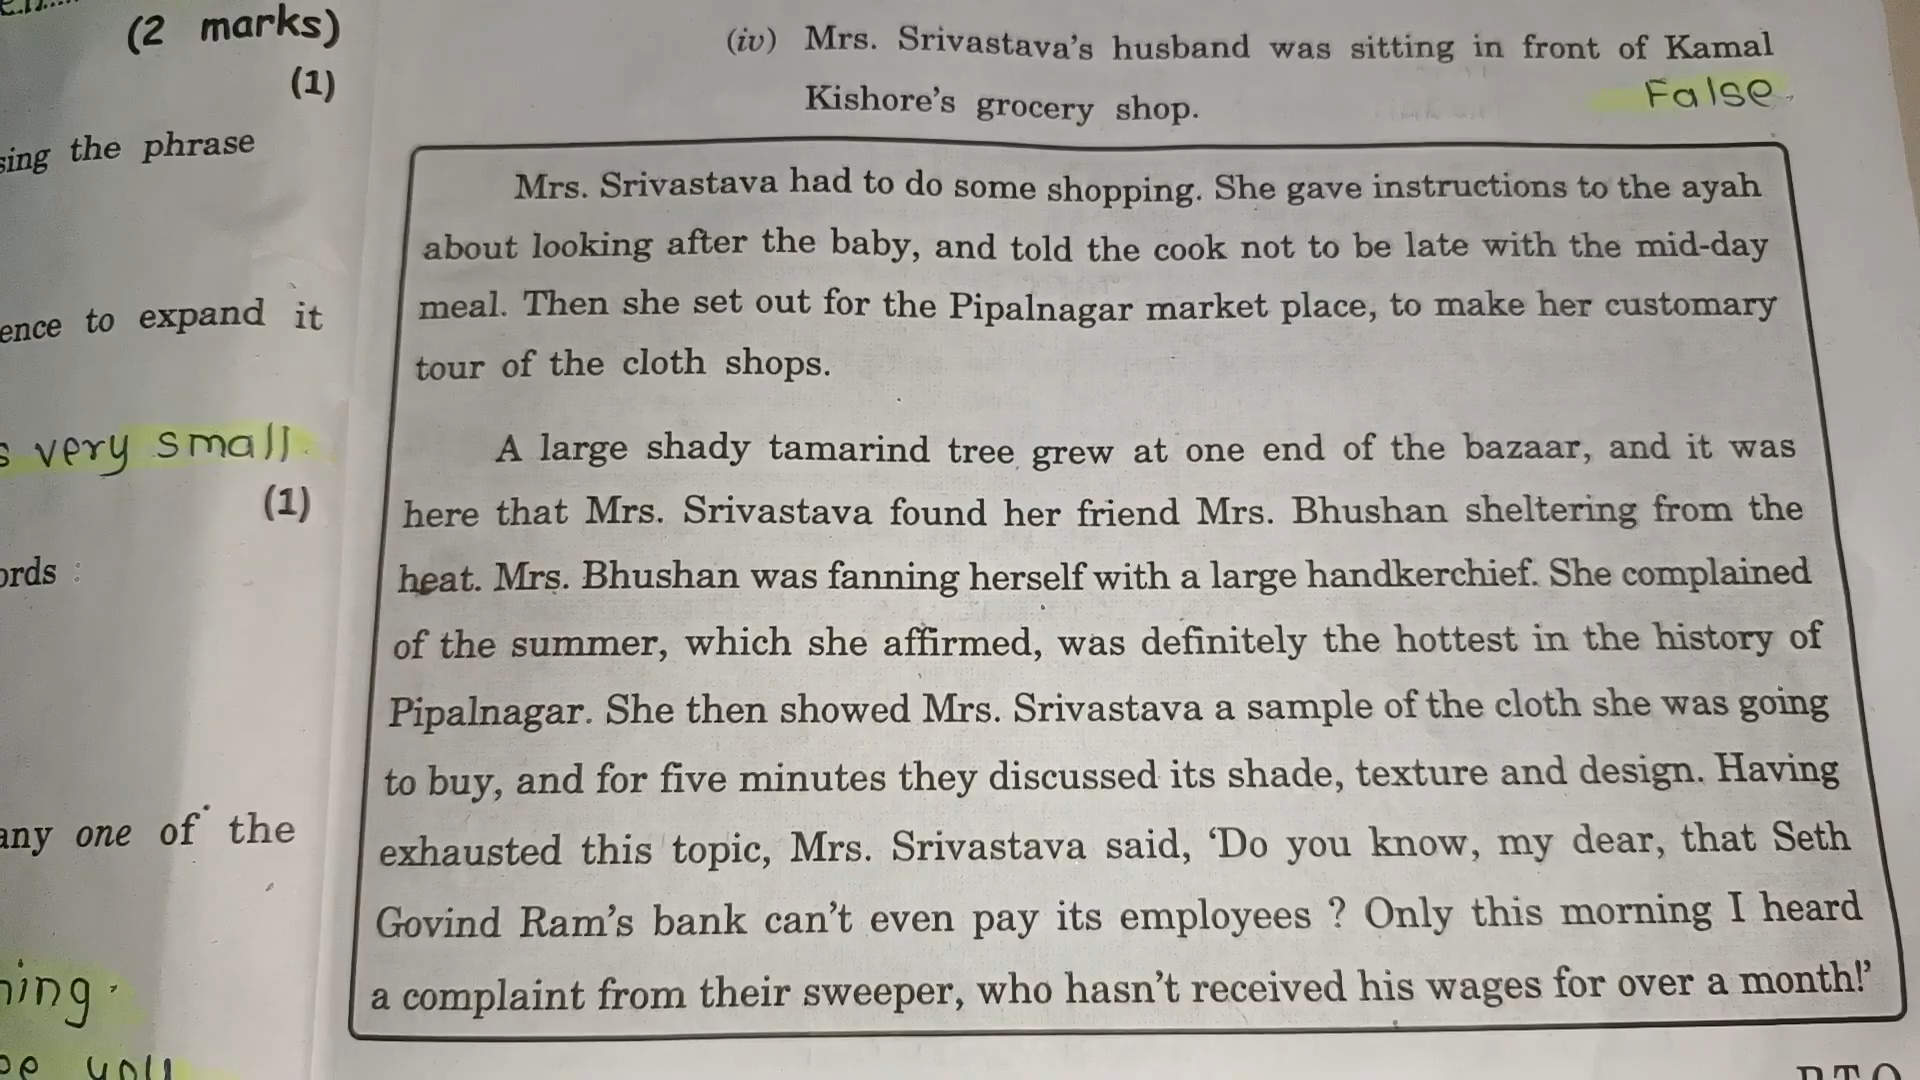 (2 marks)
(1)
the phrase
to expand it
very small
(1)
any one of the
(iv) Mrs. Srivastava's husband was sitting in front of Kamal
Kishore's grocery shop.
False
Mrs. Srivastava had to do some shopping. She gave instructions to the ayah
about looking after the baby, and told the cook not to be late with the mid-day
meal. Then she set out for the Pipalnagar market place, to make her customary
tour of the cloth shops.
A large shady tamarind tree grew at one end of the bazaar, and it was
here that Mrs. Srivastava found her friend Mrs. Bhushan sheltering from the
heat. Mrs. Bhushan was fanning herself with a large handkerchief. She complained
of the summer, which she affirmed, was definitely the hottest in the history of
Pipalnagar. She then showed Mrs. Srivastava a sample of the cloth she was going
to buy, and for five minutes they discussed its shade, texture and design. Having
exhausted this topic, Mrs. Srivastava said, 'Do you know, my dear, that Seth
Govind Ram's bank can't even pay its employees ? Only this morning I heard
a complaint from their sweeper, who hasn't received his wages for over a month!'